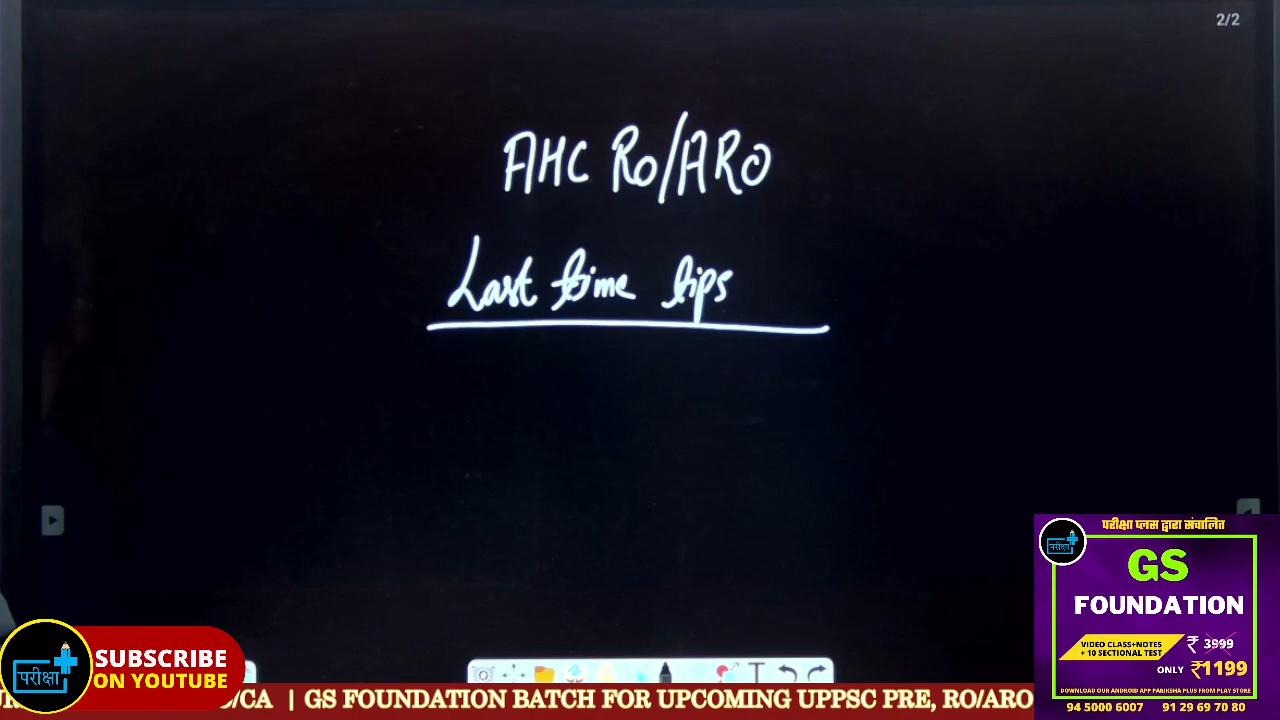 2/2
AHC RO/ARO
Last time tips
परीक्षा प्लस द्वारा संचालित
परीक्षा
GS
FOUNDATION
VIDEO CLASS+NOTES
+ 10 SECTIONAL TEST
₹ 3999
ONLY ₹1199
DOWNLOAD OUR ANDROID APP PARIKSHA PLUS FROM PLAY STORE
94 5000 6007 91 29 69 70 80
परीक्षा
SUBSCRIBE
ON YOUTUBE
/CA | GS FOUNDATION BATCH FOR UPCOMING UPPSC PRE, RO/ARO